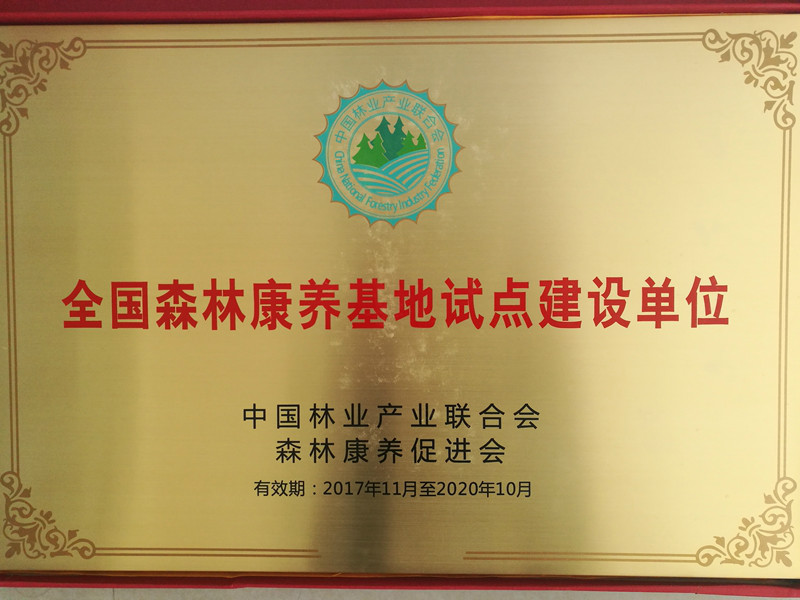 中国林业产业联合会
China National Forestry Industry Federation
全国森林康养基地试点建设单位
中国林业产业联合会
森林康养促进会
有效期：2017年11月至2020年10月